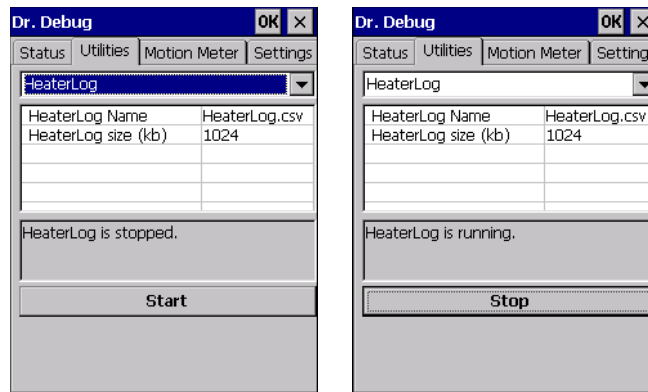 Dr. Debug OK
Status Utilities Motion Meter Settings
HeaterLog
HeaterLog Name HeaterLog.csv
HeaterLog size (kb) 1024
HeaterLog is stopped.
Start
Dr. Debug OK
Status Utilities Motion Meter Setting
HeaterLog
HeaterLog Name HeaterLog.csv
HeaterLog size (kb) 1024
HeaterLog is running.
Stop